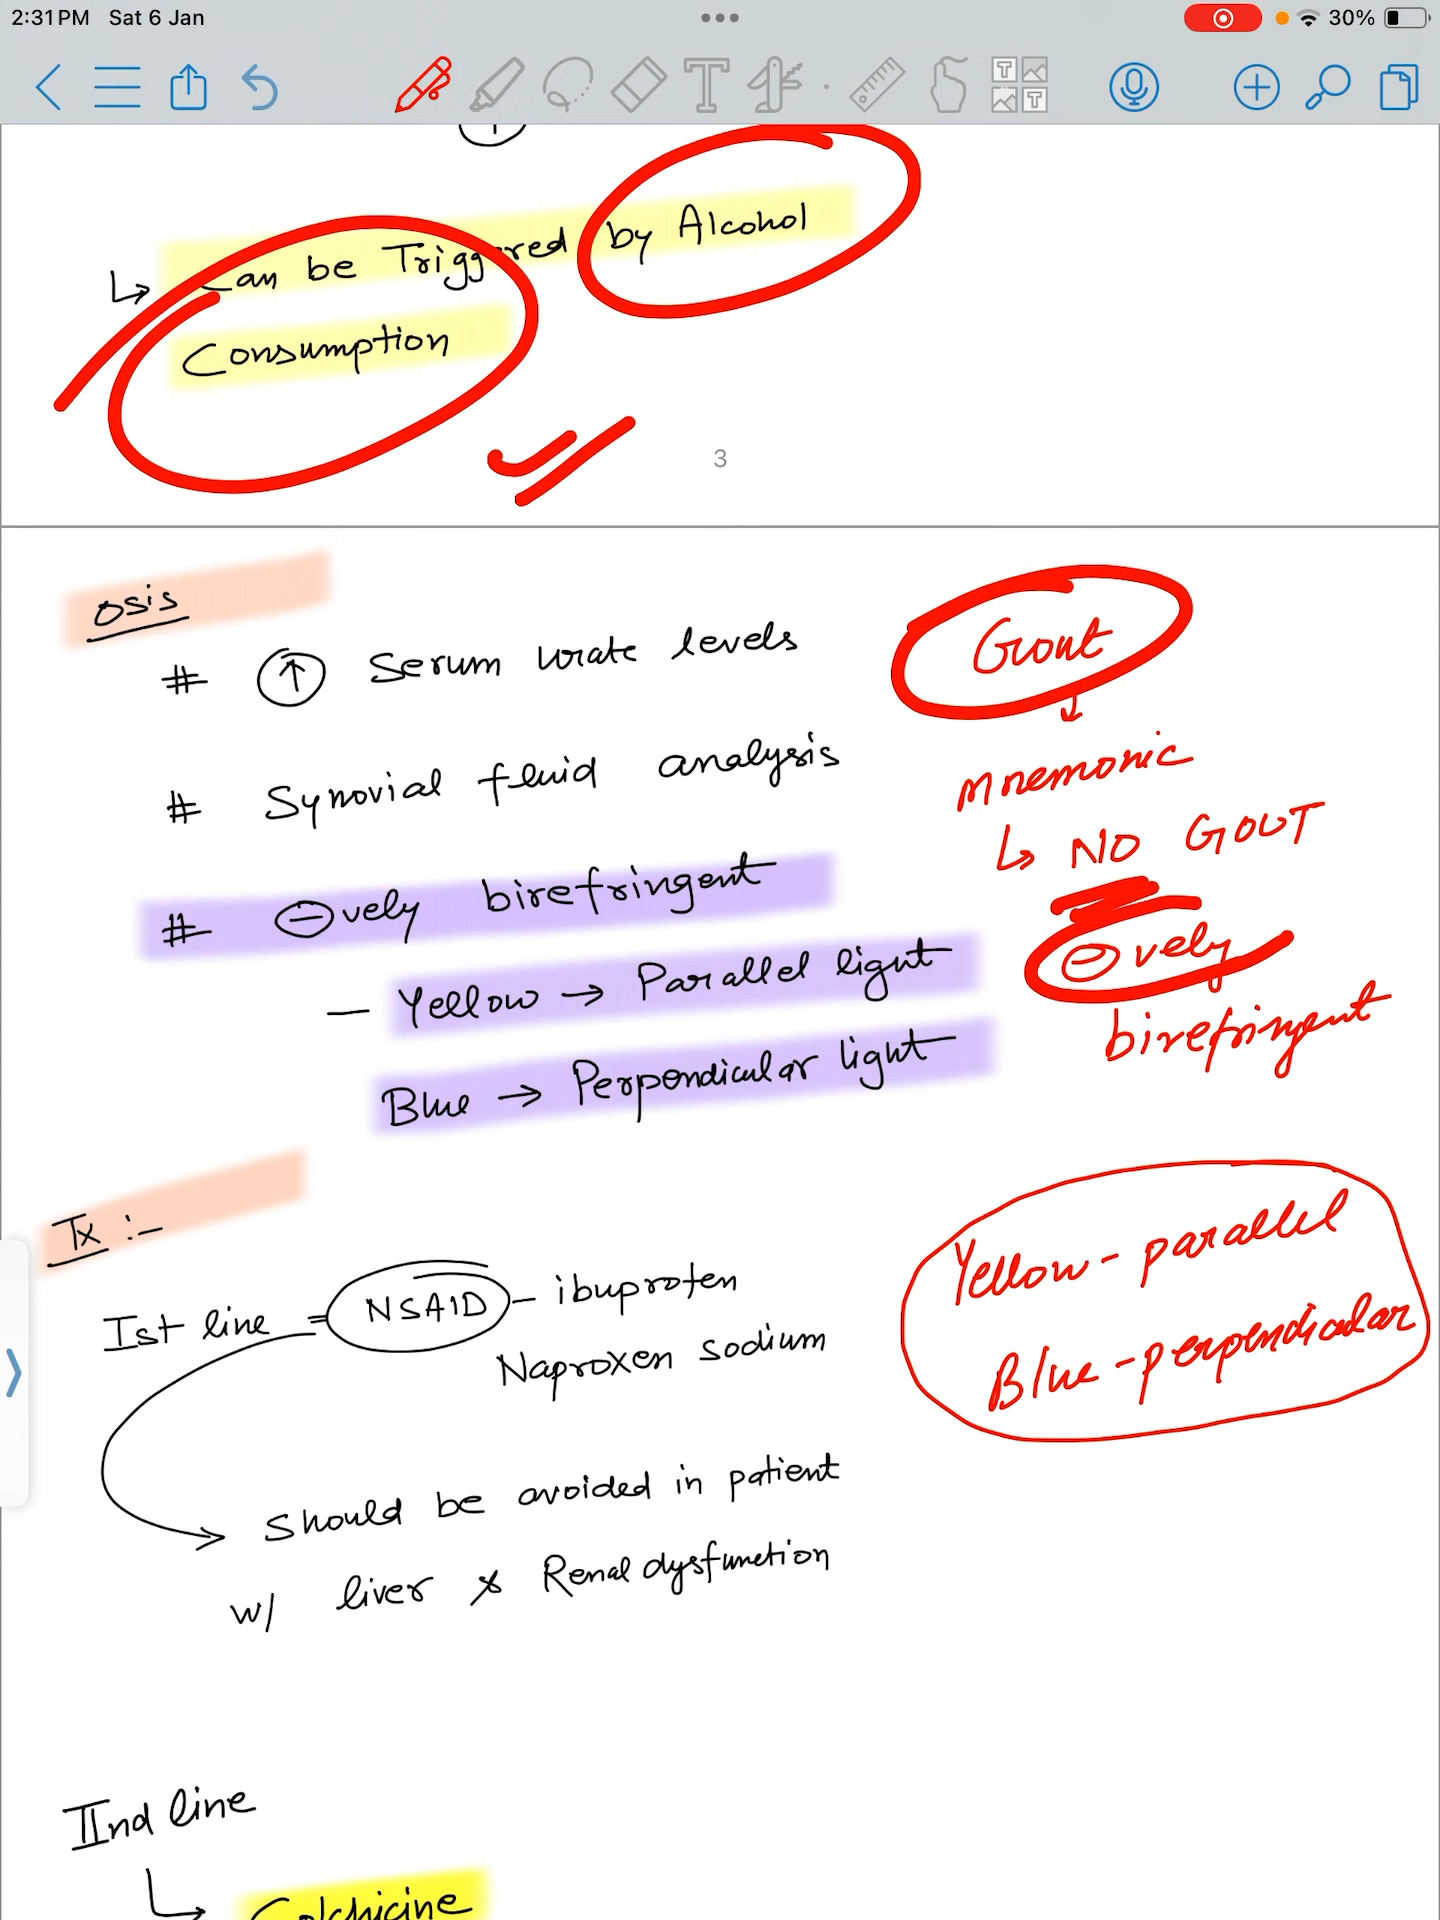 2:31 PM Sat 6 Jan
30%
↳ Can be Triggered by Alcohol
Consumption
3
osis
# ↑ Serum urate levels
# Synovial fluid analysis
# ⊖vely birefringent
– Yellow → Parallel light
Blue → Perpendicular light
Gout
↓
mnemonic
↳ NO GOUT
⊖vely
birefringent
Yellow - parallel
Blue - perpendicular
Tx :-
Ist line = NSAID – ibuprofen
Naproxen sodium
→ Should be avoided in patient
w/ liver & Renal dysfunction
IInd line
↳ Colchicine